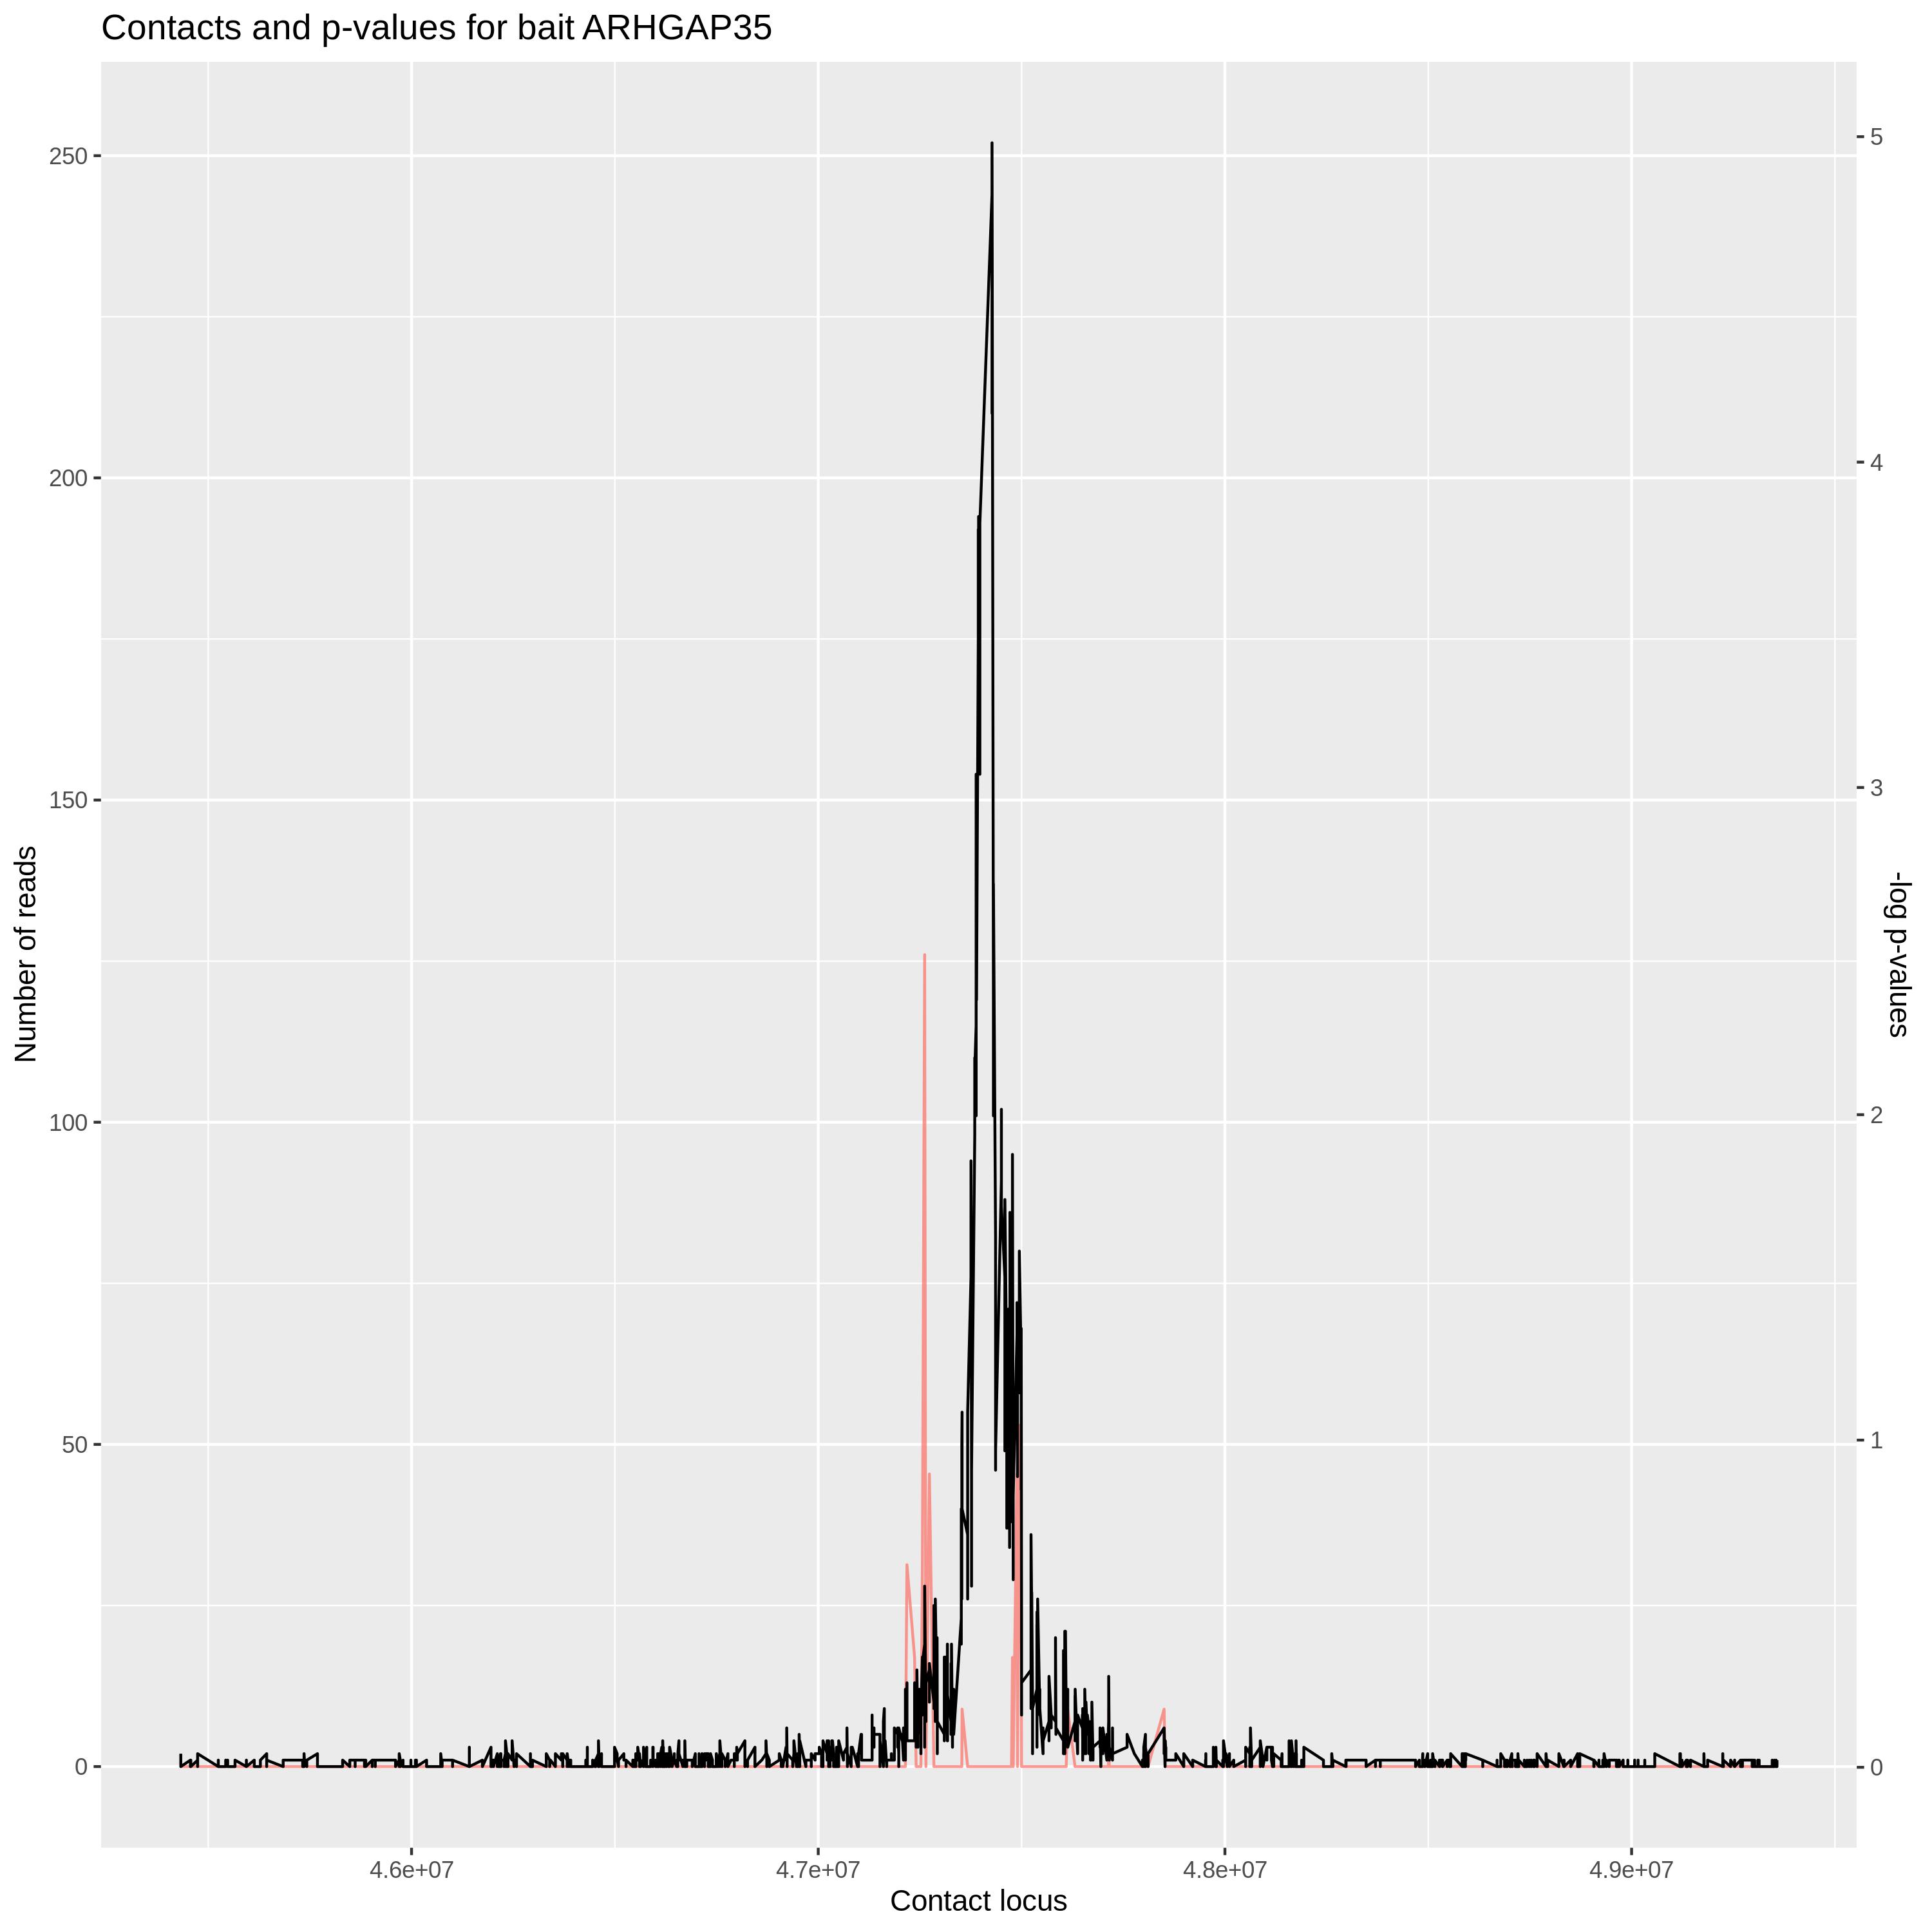 Contacts and p-values for bait ARHGAP35
Number of reads
250
200
150
100
50
0
5
4
3
2
1
0
-log p-values
4.6e+07
4.7e+07
4.8e+07
4.9e+07
Contact locus